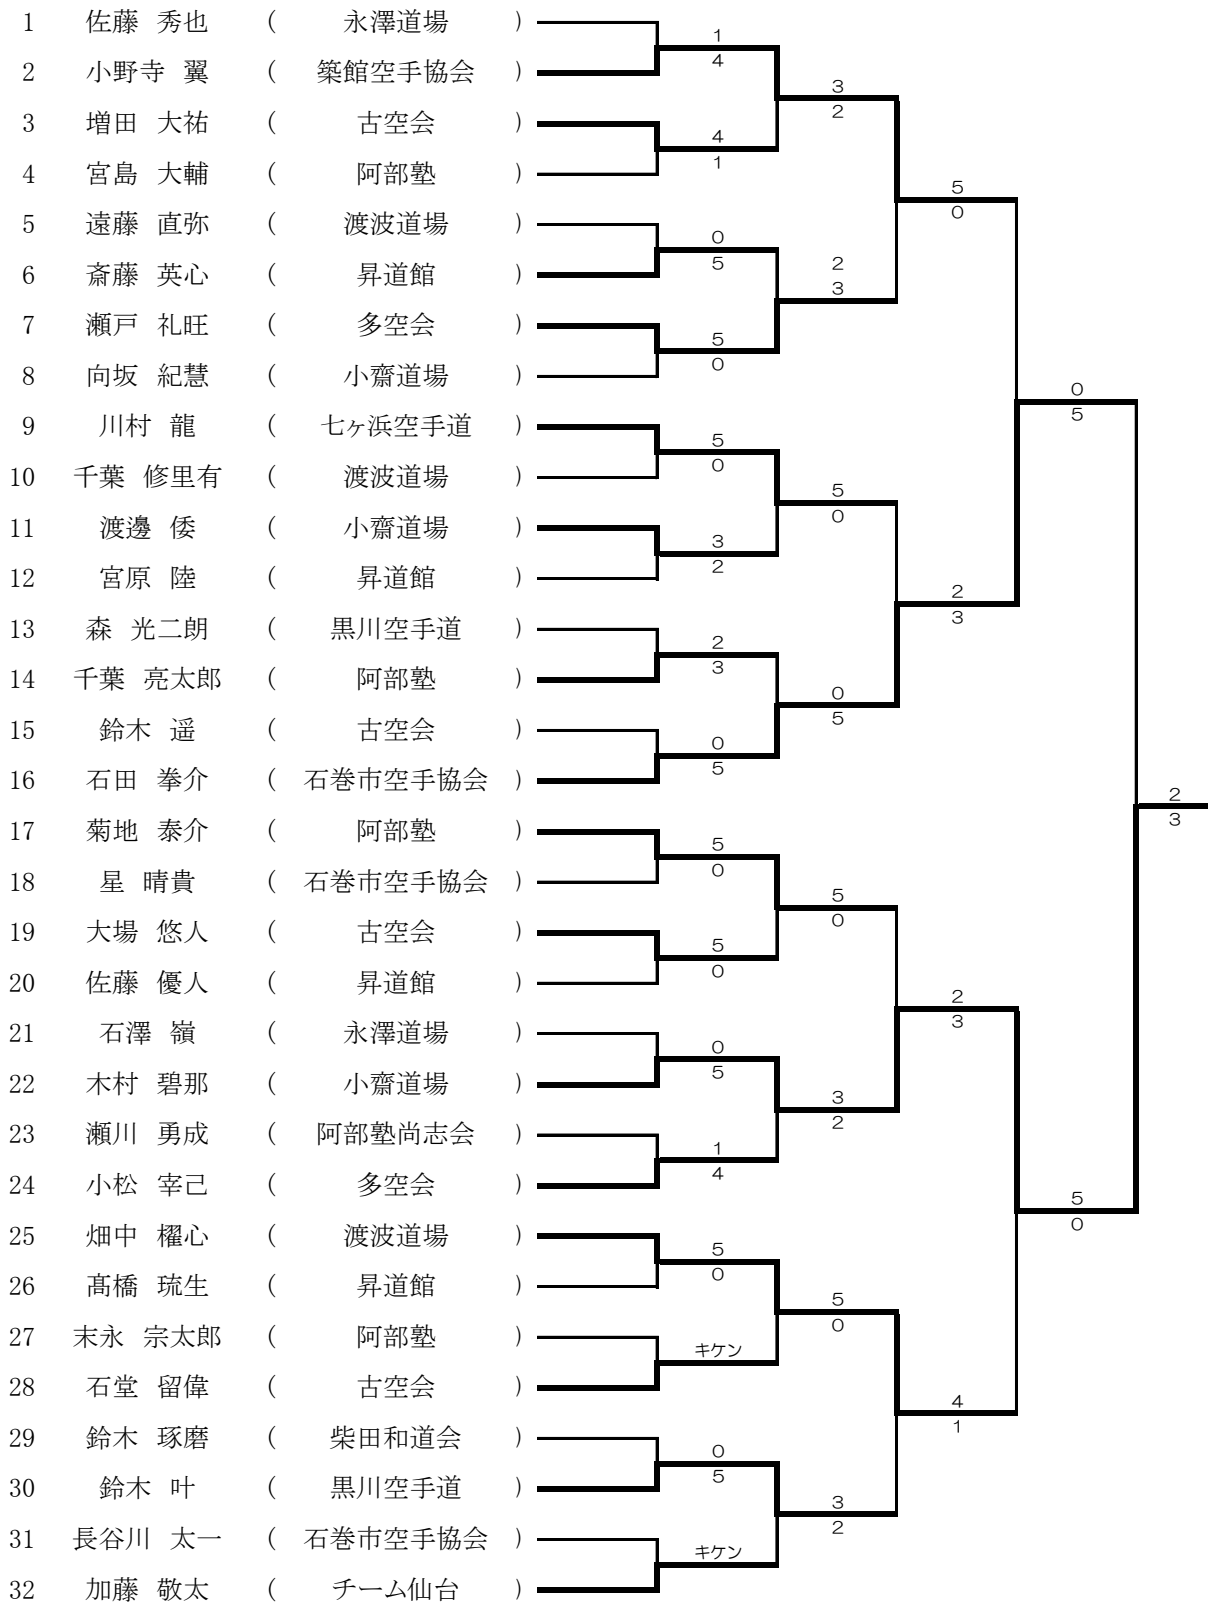 1 佐藤 秀也 ( 永澤道場 )
1
4
2 小野寺 翼 ( 築館空手協会 )
3
2
3 増田 大祐 ( 古空会 )
4
1
4 宮島 大輔 ( 阿部塾 )
5
0
5 遠藤 直弥 ( 渡波道場 )
0
5
6 斎藤 英心 ( 昇道館 )
2
3
7 瀬戸 礼旺 ( 多空会 )
5
0
8 向坂 紀慧 ( 小齋道場 )
0
5
9 川村 龍 ( 七ヶ浜空手道 )
5
0
10 千葉 修里有 ( 渡波道場 )
5
0
11 渡邊 倭 ( 小齋道場 )
3
2
12 宮原 陸 ( 昇道館 )
2
3
13 森 光二朗 ( 黒川空手道 )
2
3
14 千葉 亮太郎 ( 阿部塾 )
0
5
15 鈴木 遥 ( 古空会 )
0
5
16 石田 拳介 ( 石巻市空手協会 )
2
3
17 菊地 泰介 ( 阿部塾 )
5
0
18 星 晴貴 ( 石巻市空手協会 )
5
0
19 大場 悠人 ( 古空会 )
5
0
20 佐藤 優人 ( 昇道館 )
2
3
21 石澤 嶺 ( 永澤道場 )
0
5
22 木村 碧那 ( 小齋道場 )
3
2
23 瀬川 勇成 ( 阿部塾尚志会 )
1
4
24 小松 宰己 ( 多空会 )
5
0
25 畑中 櫂心 ( 渡波道場 )
5
0
26 髙橋 琉生 ( 昇道館 )
5
0
27 末永 宗太郎 ( 阿部塾 )
キケン
28 石堂 留偉 ( 古空会 )
4
1
29 鈴木 琢磨 ( 柴田和道会 )
0
5
30 鈴木 叶 ( 黒川空手道 )
3
2
31 長谷川 太一 ( 石巻市空手協会 )
キケン
32 加藤 敬太 ( チーム仙台 )